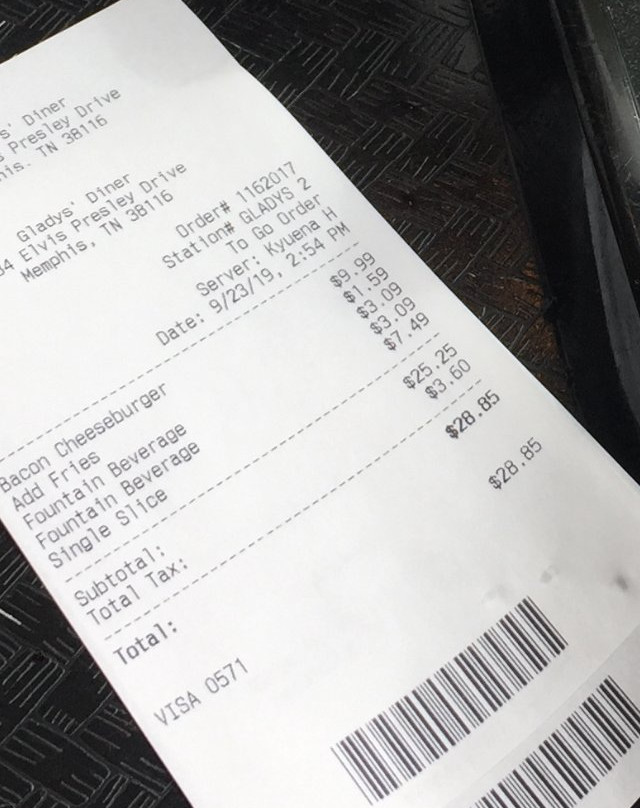 s' Diner
s Presley Drive
his, TN 38116
Gladys' Diner
34 Elvis Presley Drive
Memphis, TN 38116
Order# 1162017
Station# GLADYS 2
To Go Order
Server: Kyuena H
Date: 9/23/19, 2:54 PM
Bacon Cheeseburger $9.99
Add Fries $1.59
Fountain Beverage $3.09
Fountain Beverage $3.09
Single Slice $7.49
Subtotal: $25.25
Total Tax: $3.60
Total: $28.85
VISA 0571 $28.85